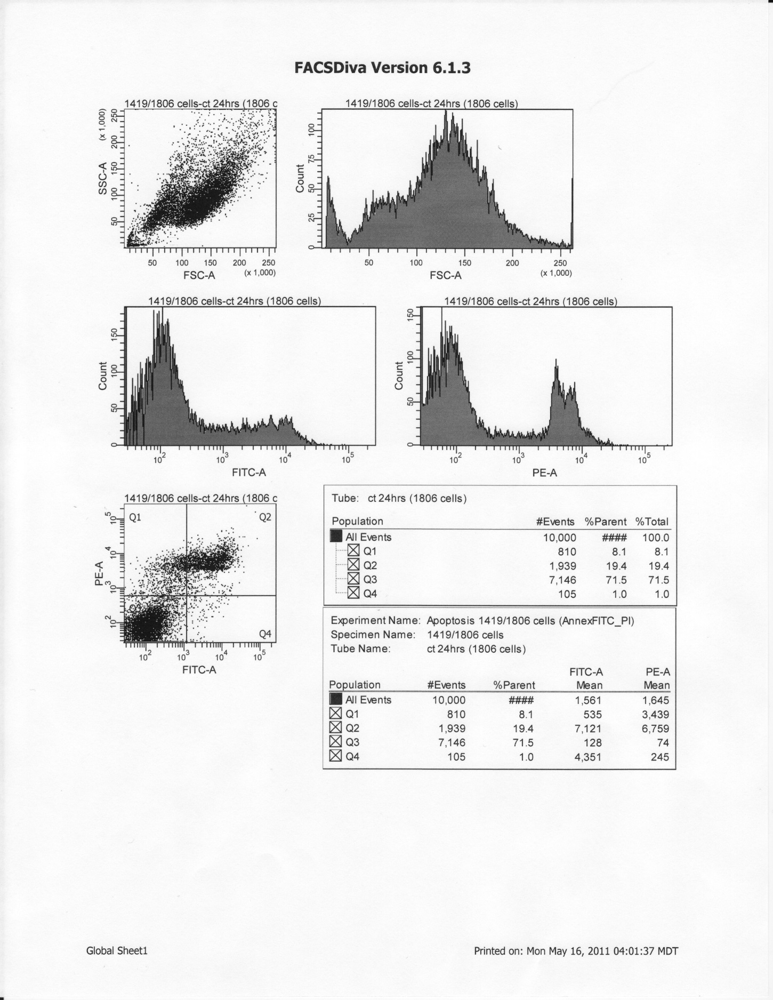 FACSDiva Version 6.1.3
1419/1806 cells-ct 24hrs (1806 c
(x 1,000)
SSC-A
250
200
150
100
50
50 100 150 200 250
FSC-A (x 1,000)
1419/1806 cells-ct 24hrs (1806 cells)
Count
100
75
50
25
0
50 100 150 200 250
FSC-A (x 1,000)
1419/1806 cells-ct 24hrs (1806 cells)
Count
150
100
50
0
10^2 10^3 10^4 10^5
FITC-A
1419/1806 cells-ct 24hrs (1806 cells)
Count
150
100
50
0
10^2 10^3 10^4 10^5
PE-A
1419/1806 cells-ct 24hrs (1806 c
Q1 Q2
PE-A
10^5
10^4
10^3
10^2
Q3
Q4
10^2 10^3 10^4 10^5
FITC-A
Tube: ct 24hrs (1806 cells)
Population #Events %Parent %Total
All Events 10,000 #### 100.0
Q1 810 8.1 8.1
Q2 1,939 19.4 19.4
Q3 7,146 71.5 71.5
Q4 105 1.0 1.0
Experiment Name: Apoptosis 1419/1806 cells (AnnexFITC_PI)
Specimen Name: 1419/1806 cells
Tube Name: ct 24hrs (1806 cells)
FITC-A PE-A
Population #Events %Parent Mean Mean
All Events 10,000 #### 1,561 1,645
Q1 810 8.1 535 3,439
Q2 1,939 19.4 7,121 6,759
Q3 7,146 71.5 128 74
Q4 105 1.0 4,351 245
Global Sheet1
Printed on: Mon May 16, 2011 04:01:37 MDT